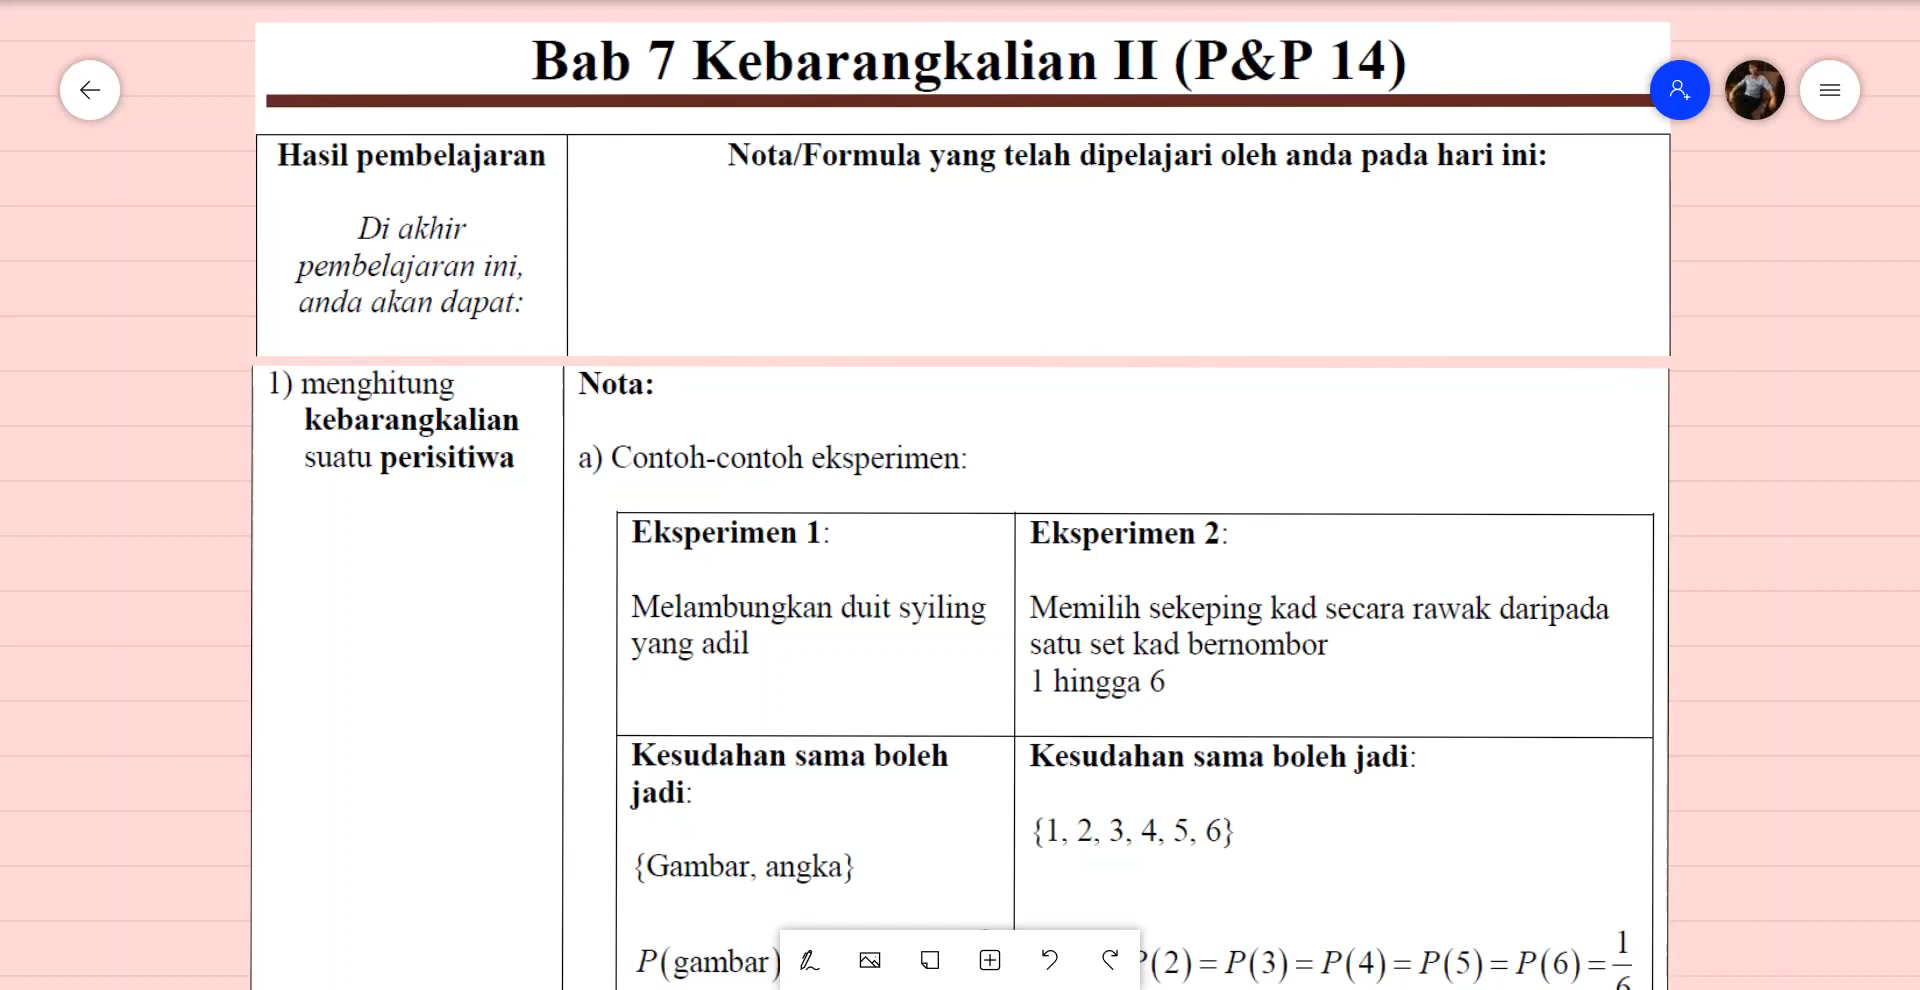 Bab 7 Kebarangkalian II (P&P 14)
Hasil pembelajaran
Di akhir
pembelajaran ini,
anda akan dapat:
Nota/Formula yang telah dipelajari oleh anda pada hari ini:
1) menghitung
kebarangkalian
suatu perisitiwa
Nota:
a) Contoh-contoh eksperimen:
Eksperimen 1:
Melambungkan duit syiling
yang adil
Eksperimen 2:
Memilih sekeping kad secara rawak daripada
satu set kad bernombor
1 hingga 6
Kesudahan sama boleh
jadi:
{Gambar, angka}
P(gambar)
Kesudahan sama boleh jadi:
{1, 2, 3, 4, 5, 6}
P(2) = P(3) = P(4) = P(5) = P(6) = 1/6